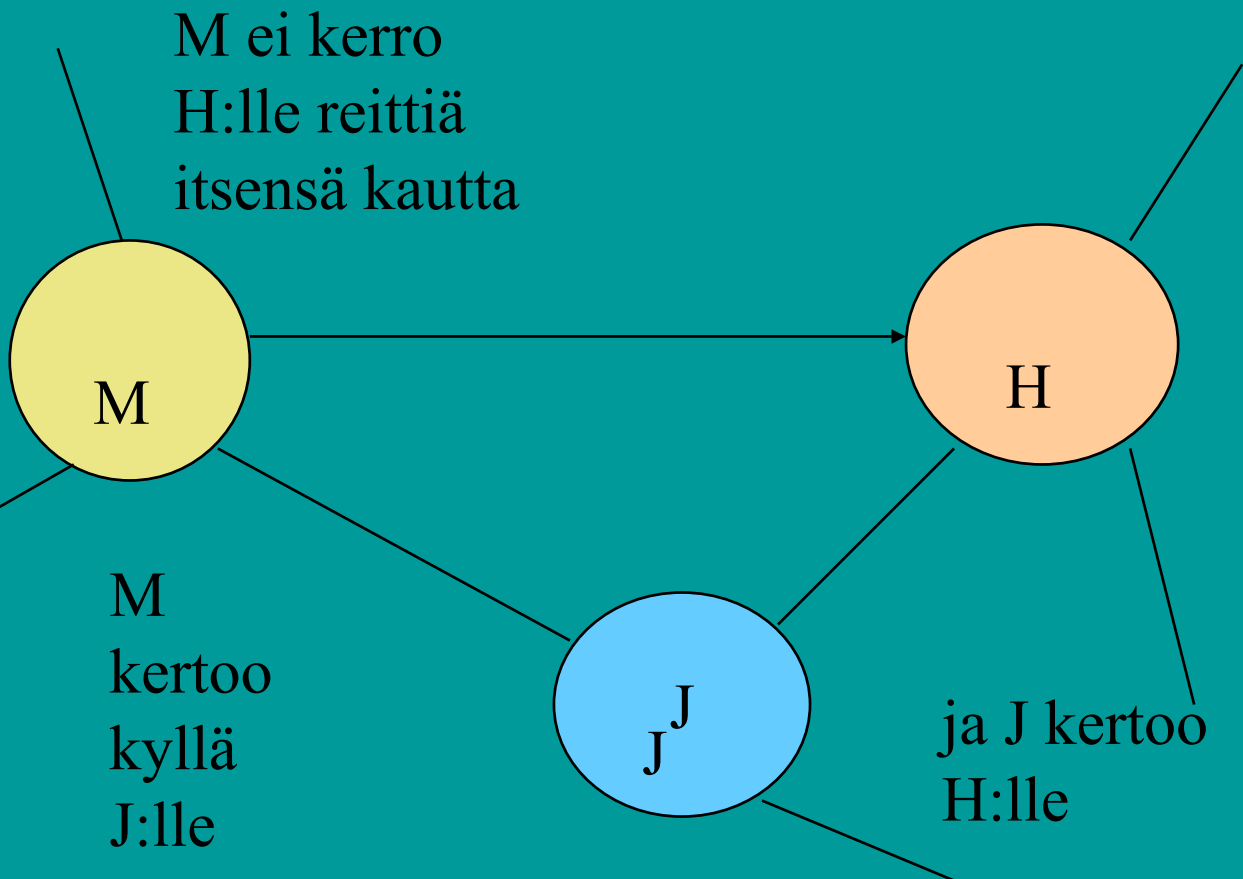 M ei kerro
H:lle reittiä
itsensä kautta
M
H
M
kertoo
kyllä
J:lle
J
J
ja J kertoo
H:lle